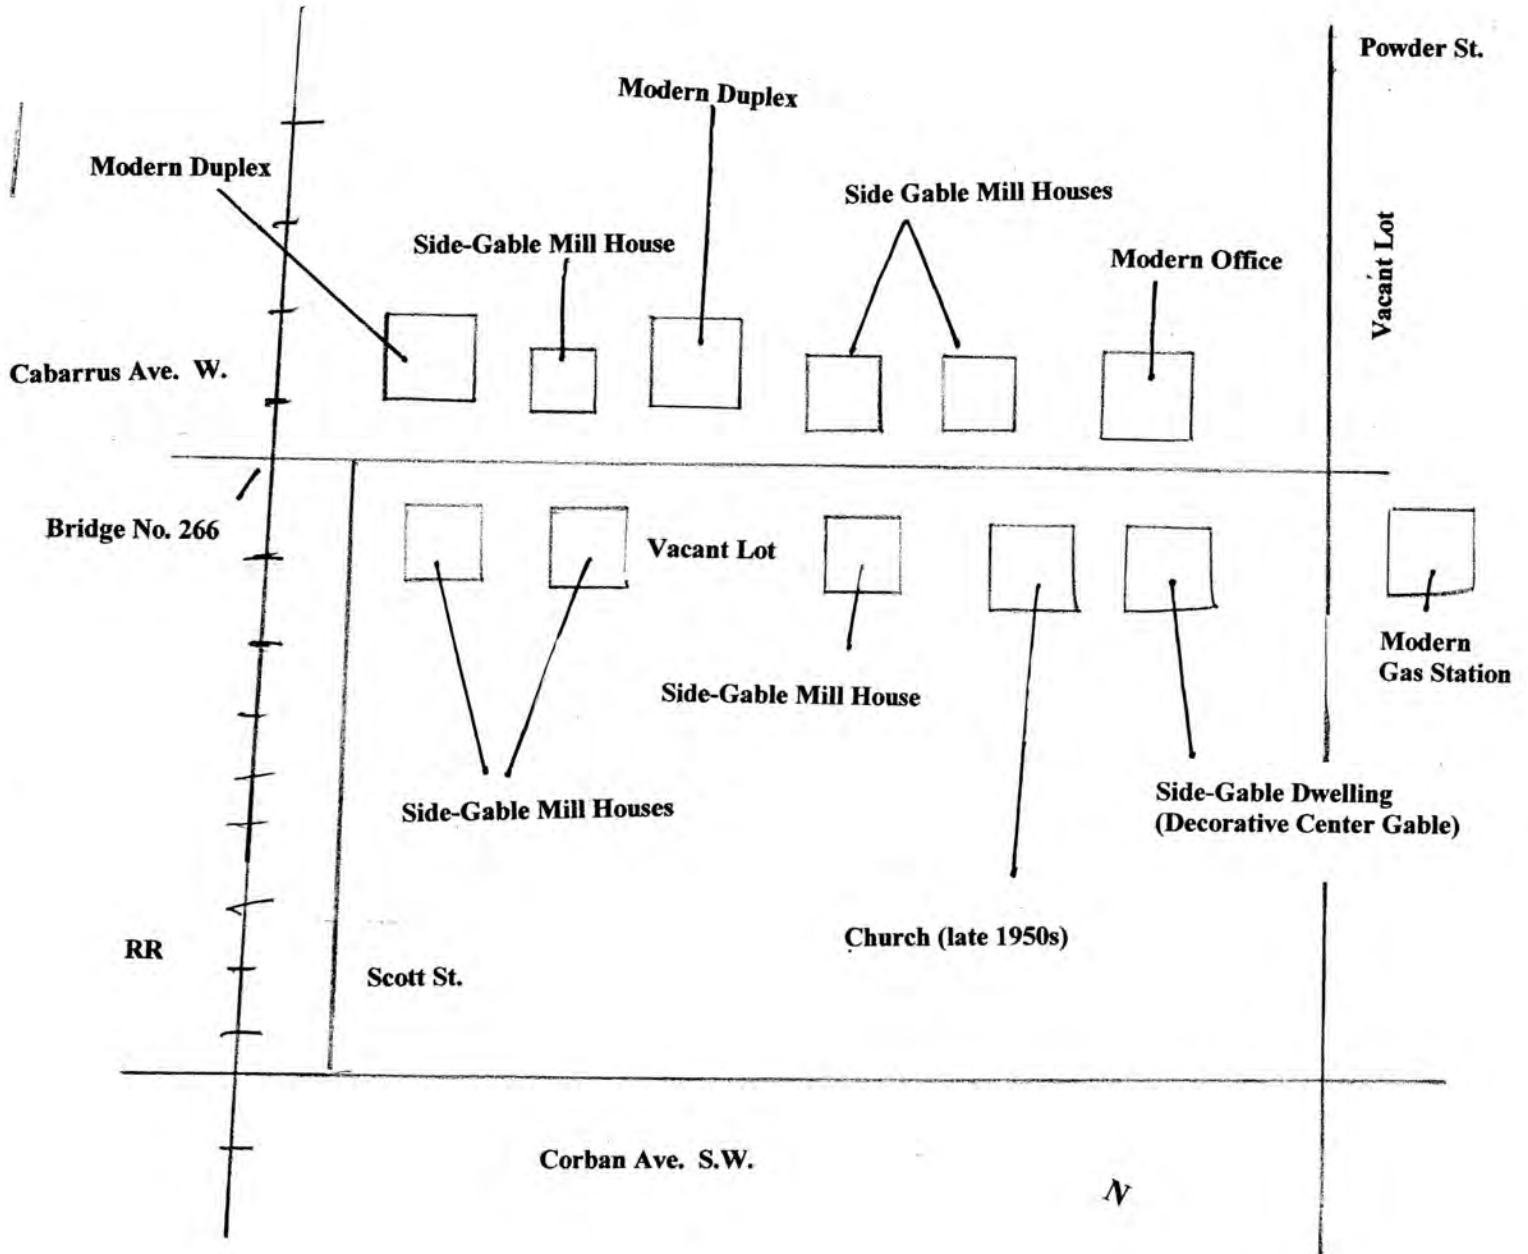 Powder St.
Modern Duplex
Modern Duplex
Side Gable Mill Houses
Side-Gable Mill House
Modern Office
Vacant Lot
Cabarrus Ave. W.
Bridge No. 266
Vacant Lot
Modern
Gas Station
Side-Gable Mill House
Side-Gable Mill Houses
Side-Gable Dwelling
(Decorative Center Gable)
Church (late 1950s)
RR
Scott St.
Corban Ave. S.W.
N